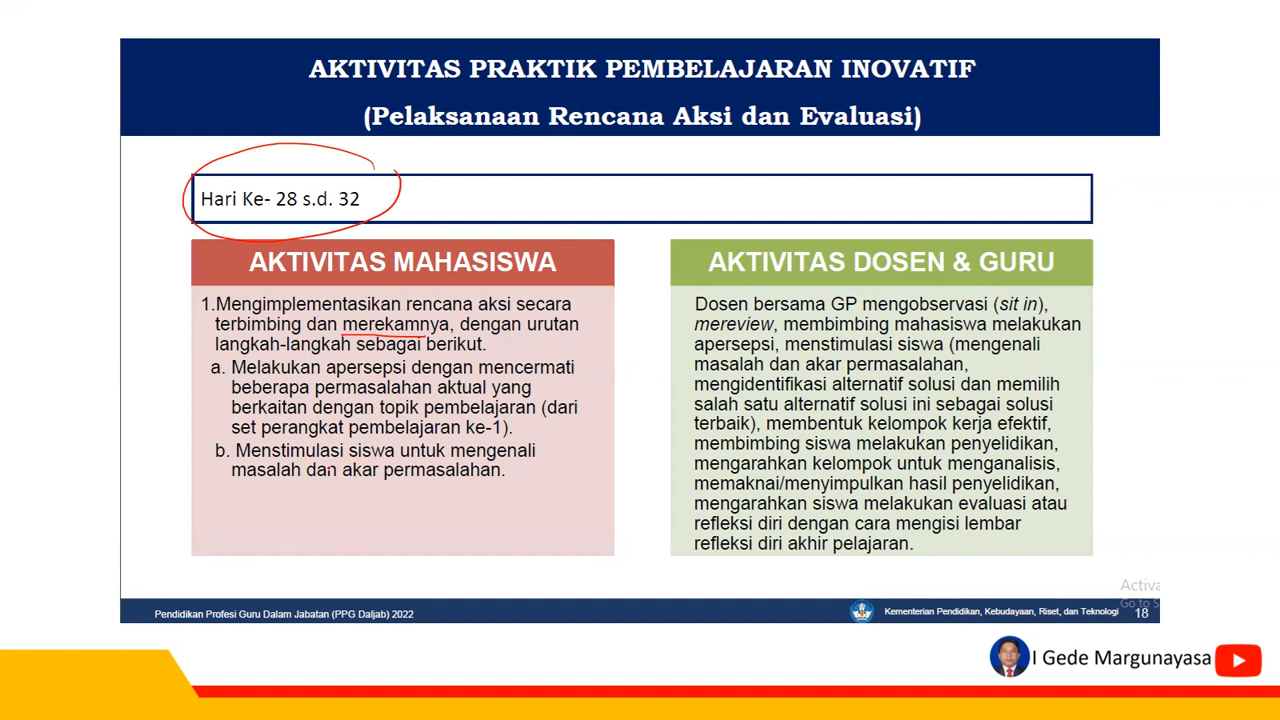 AKTIVITAS PRAKTIK PEMBELAJARAN INOVATIF
(Pelaksanaan Rencana Aksi dan Evaluasi)
Hari Ke- 28 s.d. 32
AKTIVITAS MAHASISWA
1.Mengimplementasikan rencana aksi secara
terbimbing dan merekamnya, dengan urutan
langkah-langkah sebagai berikut.
a. Melakukan apersepsi dengan mencermati
beberapa permasalahan aktual yang
berkaitan dengan topik pembelajaran (dari
set perangkat pembelajaran ke-1).
b. Menstimulasi siswa untuk mengenali
masalah dan akar permasalahan.
AKTIVITAS DOSEN & GURU
Dosen bersama GP mengobservasi (sit in),
mereview, membimbing mahasiswa melakukan
apersepsi, menstimulasi siswa (mengenali
masalah dan akar permasalahan,
mengidentifikasi alternatif solusi dan memilih
salah satu alternatif solusi ini sebagai solusi
terbaik), membentuk kelompok kerja efektif,
membimbing siswa melakukan penyelidikan,
mengarahkan kelompok untuk menganalisis,
memaknai/menyimpulkan hasil penyelidikan,
mengarahkan siswa melakukan evaluasi atau
refleksi diri dengan cara mengisi lembar
refleksi diri akhir pelajaran.
Activa
Go to S
Pendidikan Profesi Guru Dalam Jabatan (PPG Daljab) 2022
Kementerian Pendidikan, Kebudayaan, Riset, dan Teknologi
18
I Gede Margunayasa